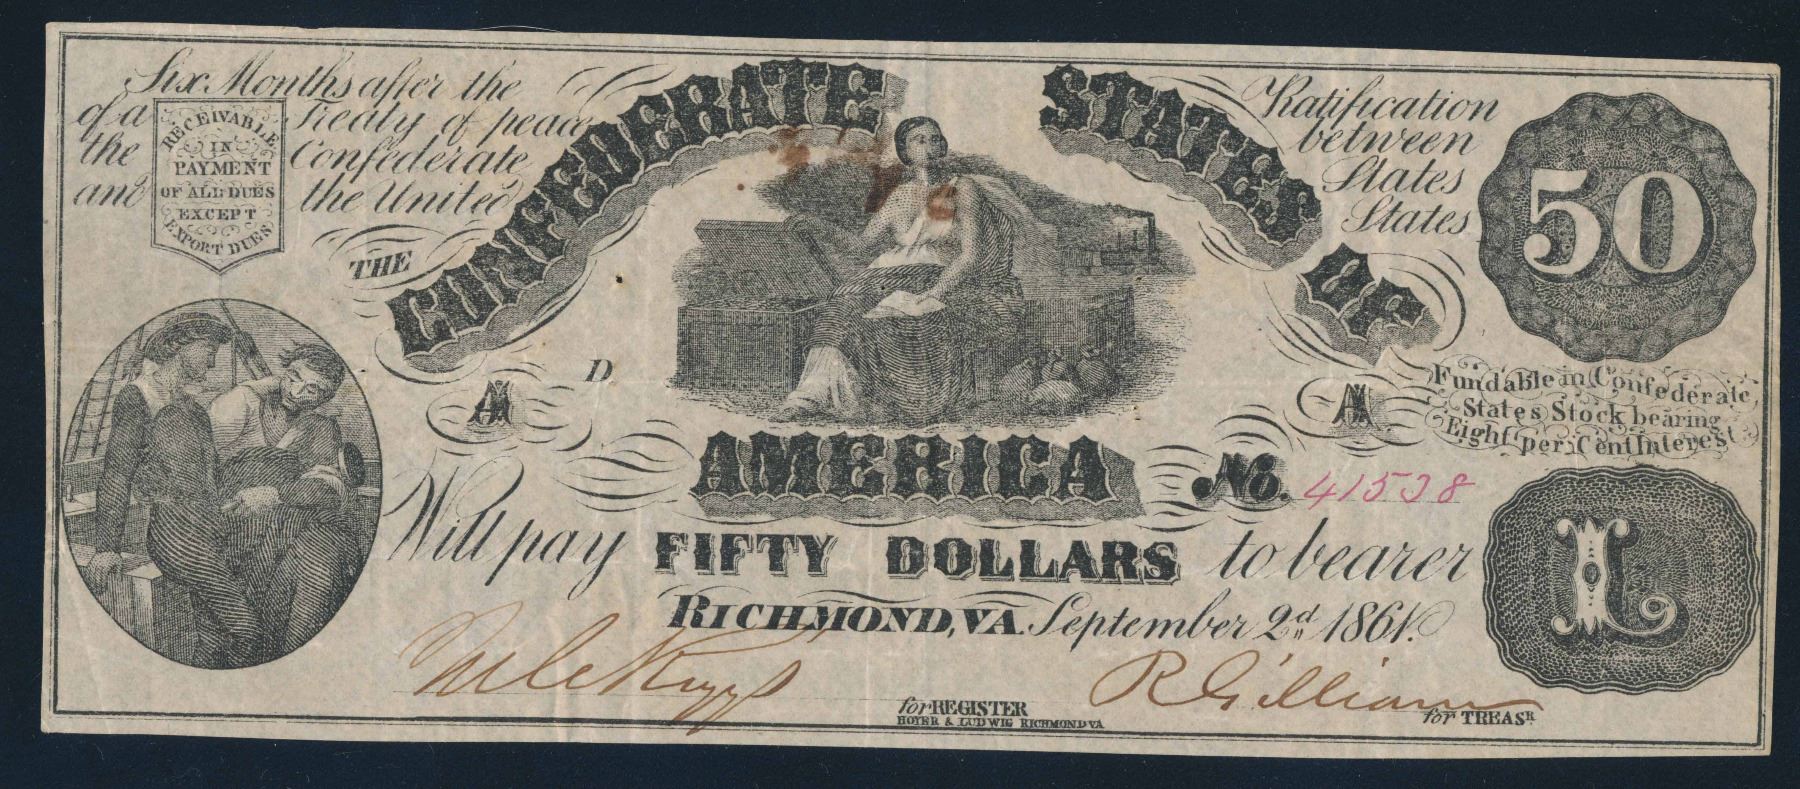 Six Months after the Ratification
of a Treaty of peace between
the Confederate States
and the United States
RECEIVABLE
IN
PAYMENT
OF ALL DUES
EXCEPT
EXPORT DUES.
THE
CONFEDERATE STATES
OF
AMERICA
50
A D A
Fundable in Confederate
States Stock bearing
Eight per Cent Interest
No. 41538
Will pay FIFTY DOLLARS to bearer
RICHMOND, VA. September 2d 1861.
L
R Gilliam
for REGISTER
for TREASR
HOYER & LUDWIG RICHMOND VA